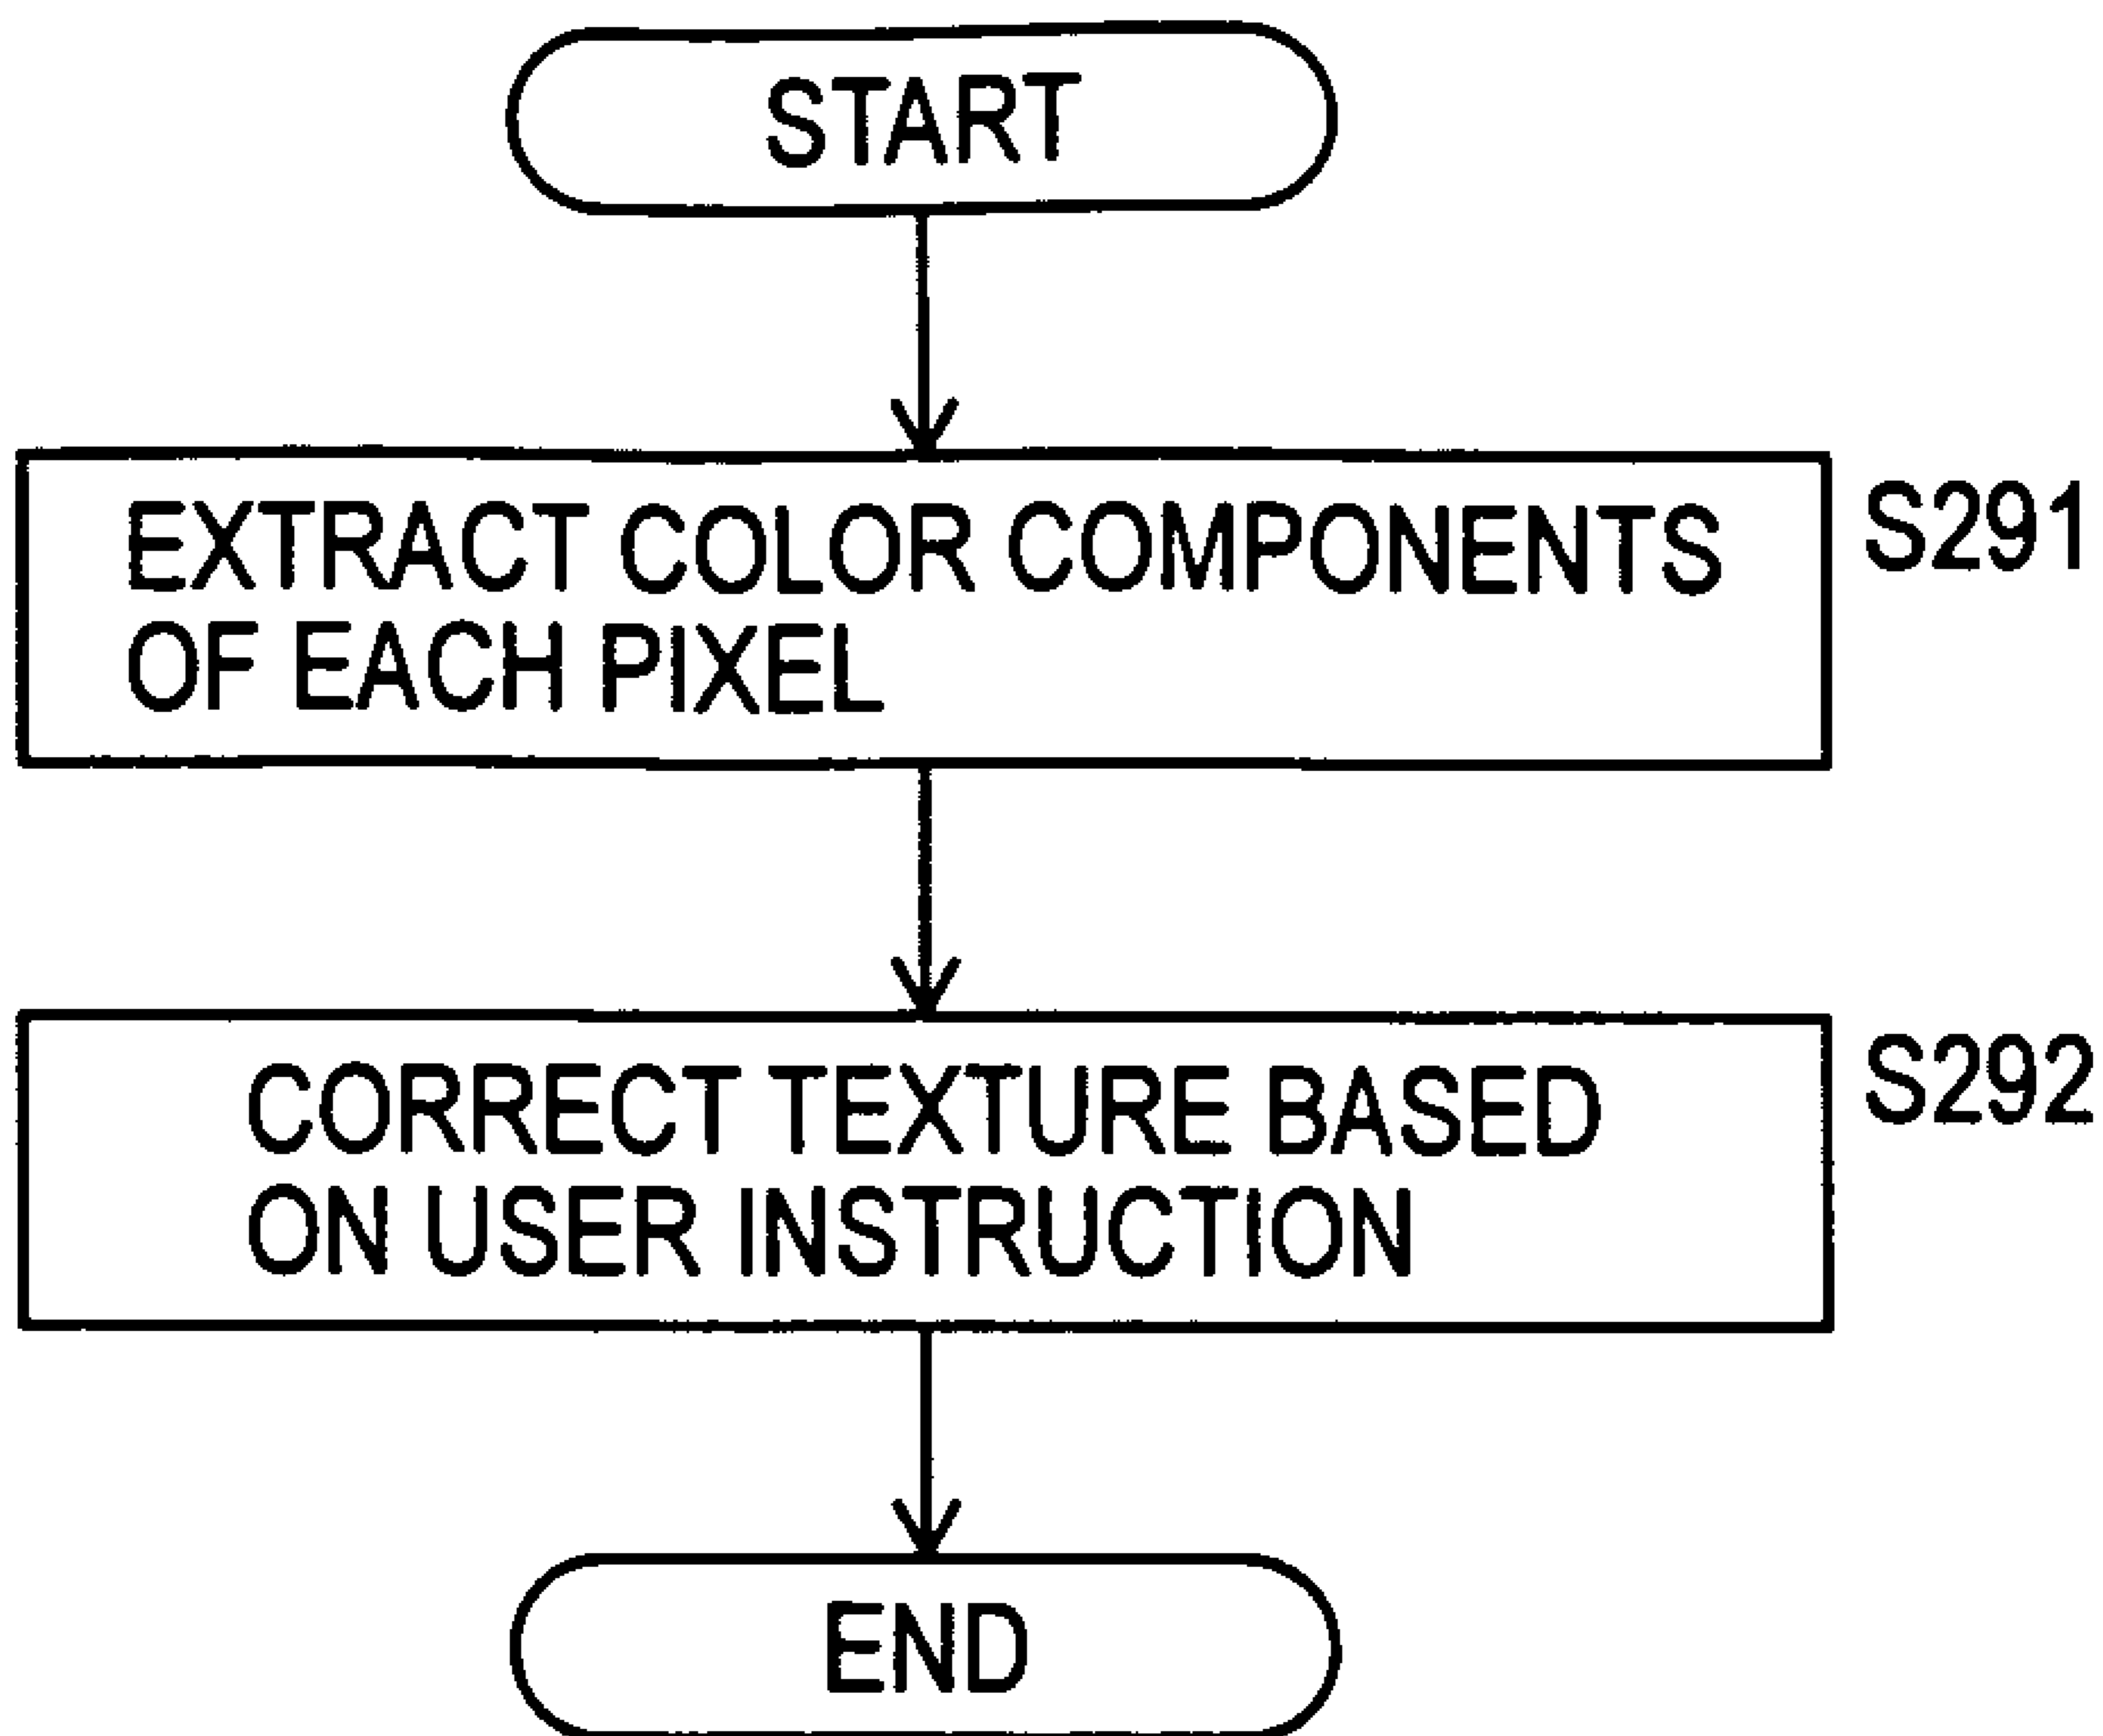 START
EXTRACT COLOR COMPONENTS
OF EACH PIXEL
S291
CORRECT TEXTURE BASED
ON USER INSTRUCTION
S292
END